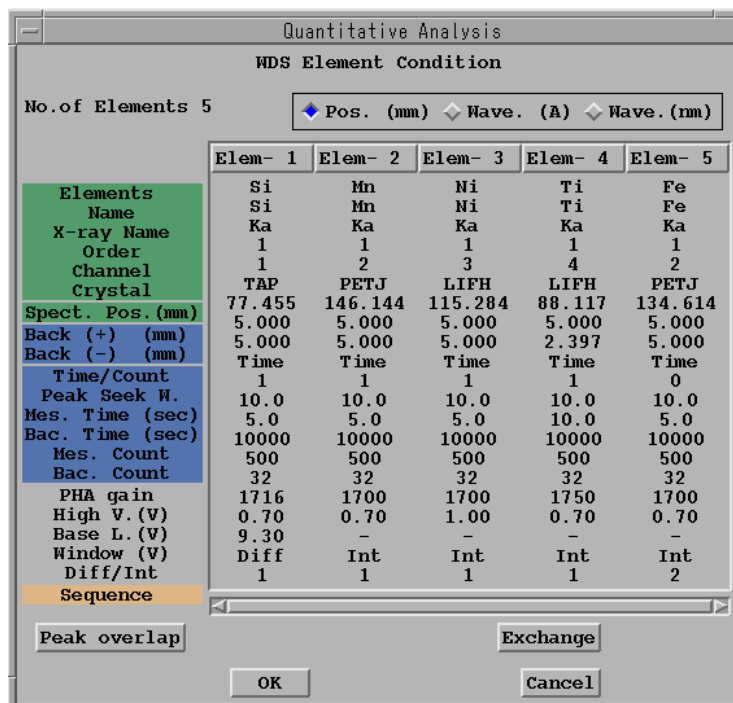 Quantitative Analysis
WDS Element Condition
No.of Elements 5
Pos. (mm) Wave. (A) Wave.(nm)
Elem- 1 Elem- 2 Elem- 3 Elem- 4 Elem- 5
Elements Si Mn Ni Ti Fe
Name Si Mn Ni Ti Fe
X-ray Name Ka Ka Ka Ka Ka
Order 1 1 1 1 1
Channel 1 2 3 4 2
Crystal TAP PETJ LIFH LIFH PETJ
Spect. Pos.(mm) 77.455 146.144 115.284 88.117 134.614
Back (+) (mm) 5.000 5.000 5.000 5.000 5.000
Back (-) (mm) 5.000 5.000 5.000 2.397 5.000
Time/Count Time Time Time Time Time
Peak Seek W. 1 1 1 1 0
Mes. Time (sec) 10.0 10.0 10.0 10.0 10.0
Bac. Time (sec) 5.0 5.0 5.0 10.0 5.0
Mes. Count 10000 10000 10000 10000 10000
Bac. Count 500 500 500 500 500
PHA gain 32 32 32 32 32
High V.(V) 1716 1700 1700 1750 1700
Base L.(V) 0.70 0.70 1.00 0.70 0.70
Window (V) 9.30 - - - -
Diff/Int Diff Int Int Int Int
Sequence 1 1 1 1 2
Peak overlap Exchange
OK Cancel